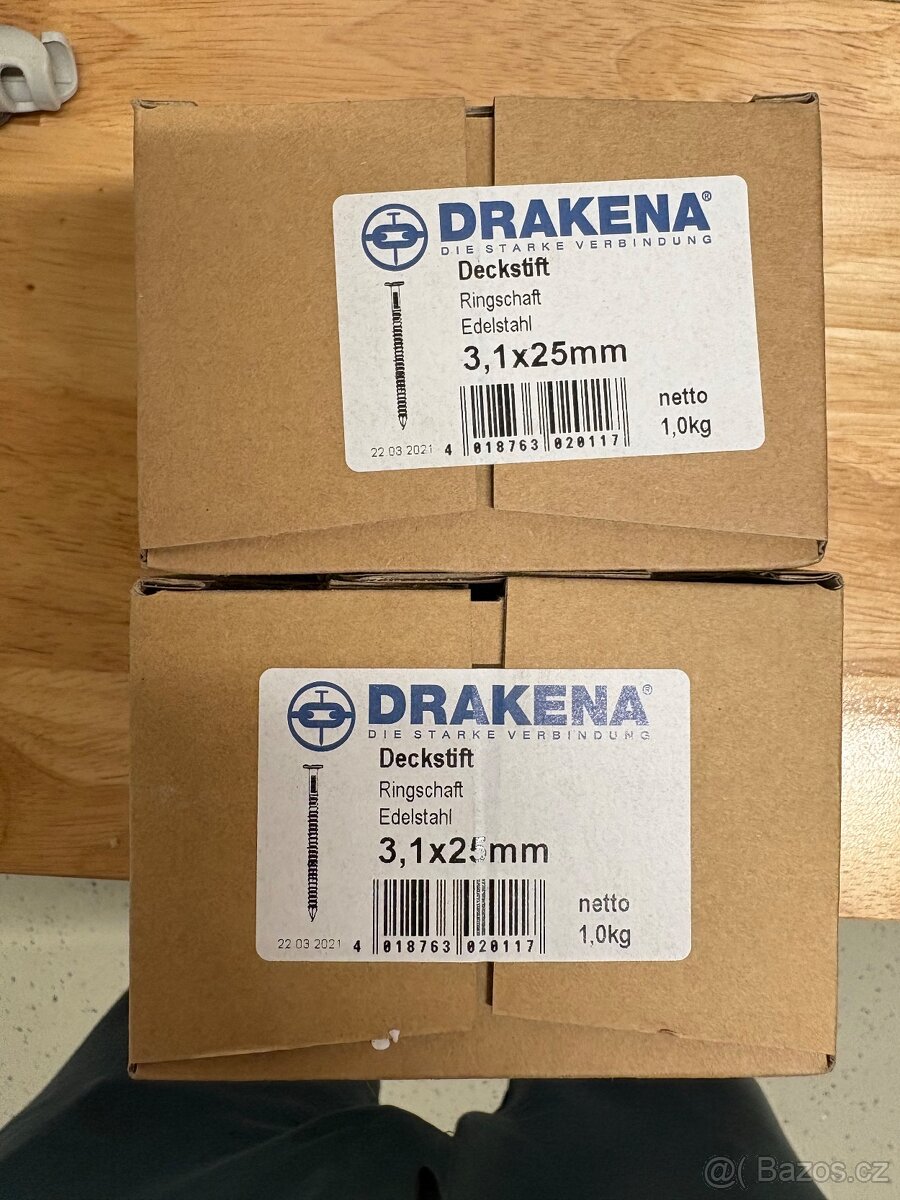 DRAKENA®
DIE STARKE VERBINDUNG
Deckstift
Ringschaft
Edelstahl
3,1x25mm
netto
1,0kg
22.03.2021 4 018763 020117
DRAKENA®
DIE STARKE VERBINDUNG
Deckstift
Ringschaft
Edelstahl
3,1x25mm
netto
1,0kg
22.03.2021 4 018763 020117
@( Bazos.cz